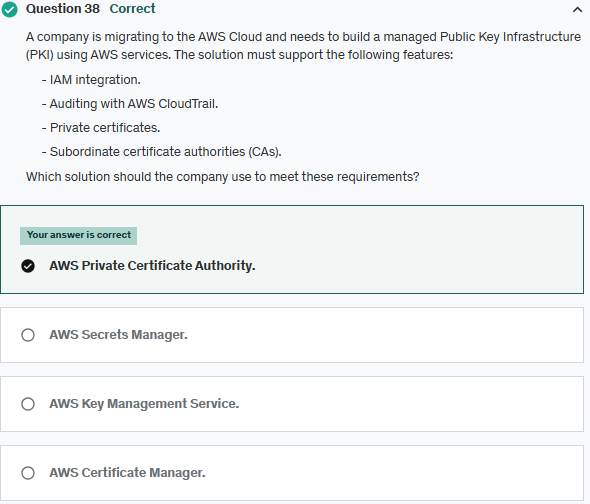 Question 38 Correct
A company is migrating to the AWS Cloud and needs to build a managed Public Key Infrastructure
(PKI) using AWS services. The solution must support the following features:
- IAM integration.
- Auditing with AWS CloudTrail.
- Private certificates.
- Subordinate certificate authorities (CAs).
Which solution should the company use to meet these requirements?
Your answer is correct
AWS Private Certificate Authority.
AWS Secrets Manager.
AWS Key Management Service.
AWS Certificate Manager.